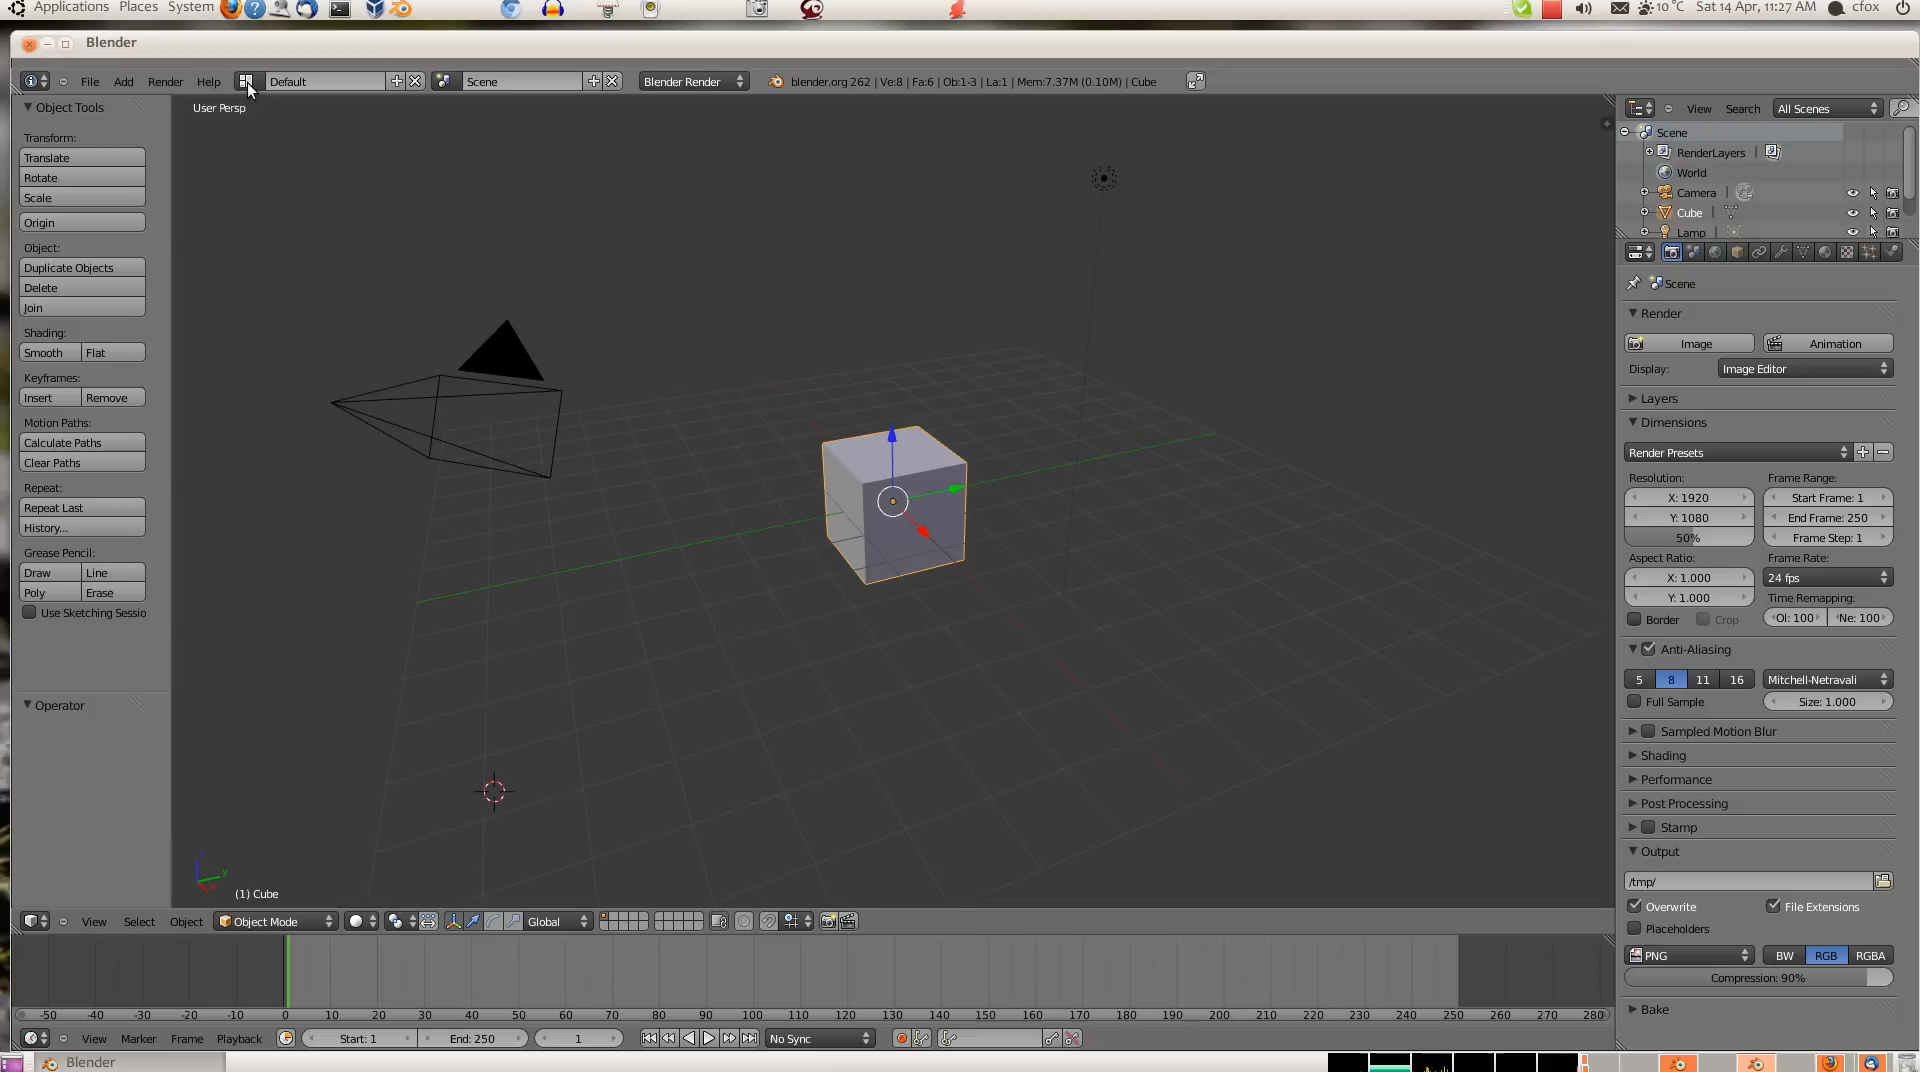 Applications Places System
10 °C Sat 14 Apr, 11:27 AM cfox
Blender
File Add Render Help Default Scene Blender Render blender.org 262 | Ve:8 | Fa:6 | Ob:1-3 | La:1 | Mem:7.37M (0.10M) | Cube
Object Tools
Transform:
Translate
Rotate
Scale
Origin
Object:
Duplicate Objects
Delete
Join
Shading:
Smooth Flat
Keyframes:
Insert Remove
Motion Paths:
Calculate Paths
Clear Paths
Repeat:
Repeat Last
History...
Grease Pencil:
Draw Line
Poly Erase
Use Sketching Sessio
Operator
User Persp
(1) Cube
View Select Object Object Mode Global
-50 -40 -30 -20 -10 0 10 20 30 40 50 60 70 80 90 100 110 120 130 140 150 160 170 180 190 200 210 220 230 240 250 260 270 280
View Marker Frame Playback Start: 1 End: 250 1 No Sync
View Search All Scenes
Scene
RenderLayers
World
Camera
Cube
Lamp
Scene
Render
Image Animation
Display: Image Editor
Layers
Dimensions
Render Presets
Resolution: Frame Range:
X: 1920 Start Frame: 1
Y: 1080 End Frame: 250
50% Frame Step: 1
Aspect Ratio: Frame Rate:
X: 1.000 24 fps
Y: 1.000 Time Remapping:
Border Crop Ol: 100 Ne: 100
Anti-Aliasing
5 8 11 16 Mitchell-Netravali
Full Sample Size: 1.000
Sampled Motion Blur
Shading
Performance
Post Processing
Stamp
Output
/tmp/
Overwrite File Extensions
Placeholders
PNG BW RGB RGBA
Compression: 90%
Bake
Blender